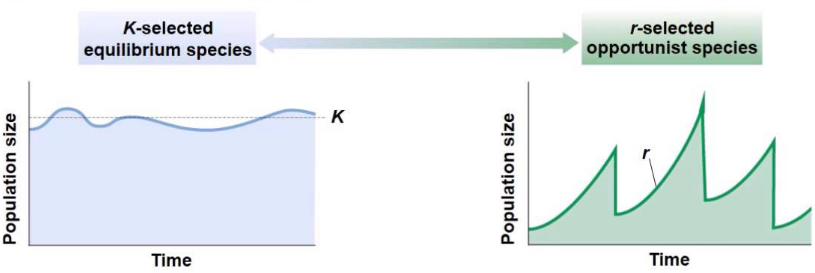 K-selected
equilibrium species
r-selected
opportunist species
Population size
K
Time
Population size
r
Time